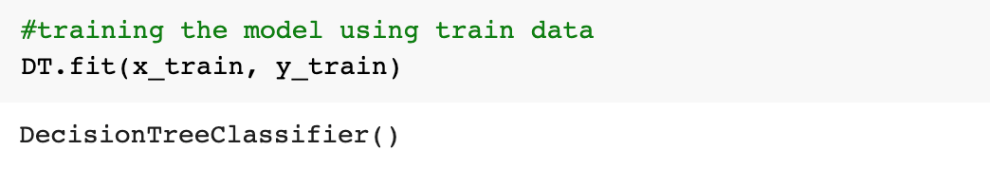 #training the model using train data
DT.fit(x_train, y_train)
DecisionTreeClassifier()